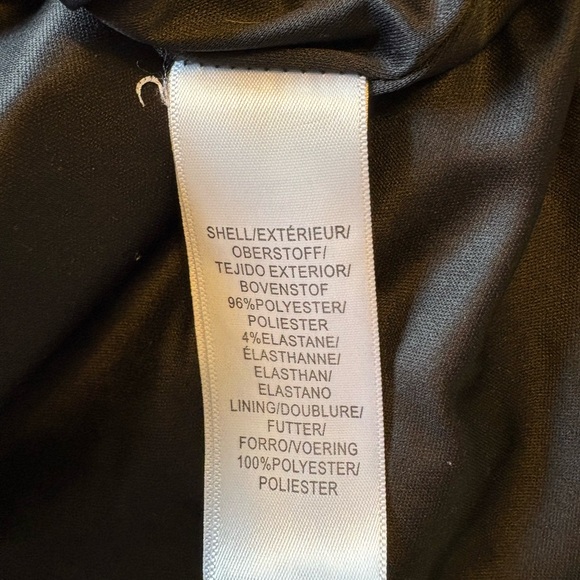 SHELL/EXTÉRIEUR/
OBERSTOFF/
TEJIDO EXTERIOR/
BOVENSTOF
96%POLYESTER/
POLIESTER
4%ELASTANE/
ÉLASTHANNE/
ELASTHAN/
ELASTANO
LINING/DOUBLURE/
FUTTER/
FORRO/VOERING
100%POLYESTER/
POLIESTER